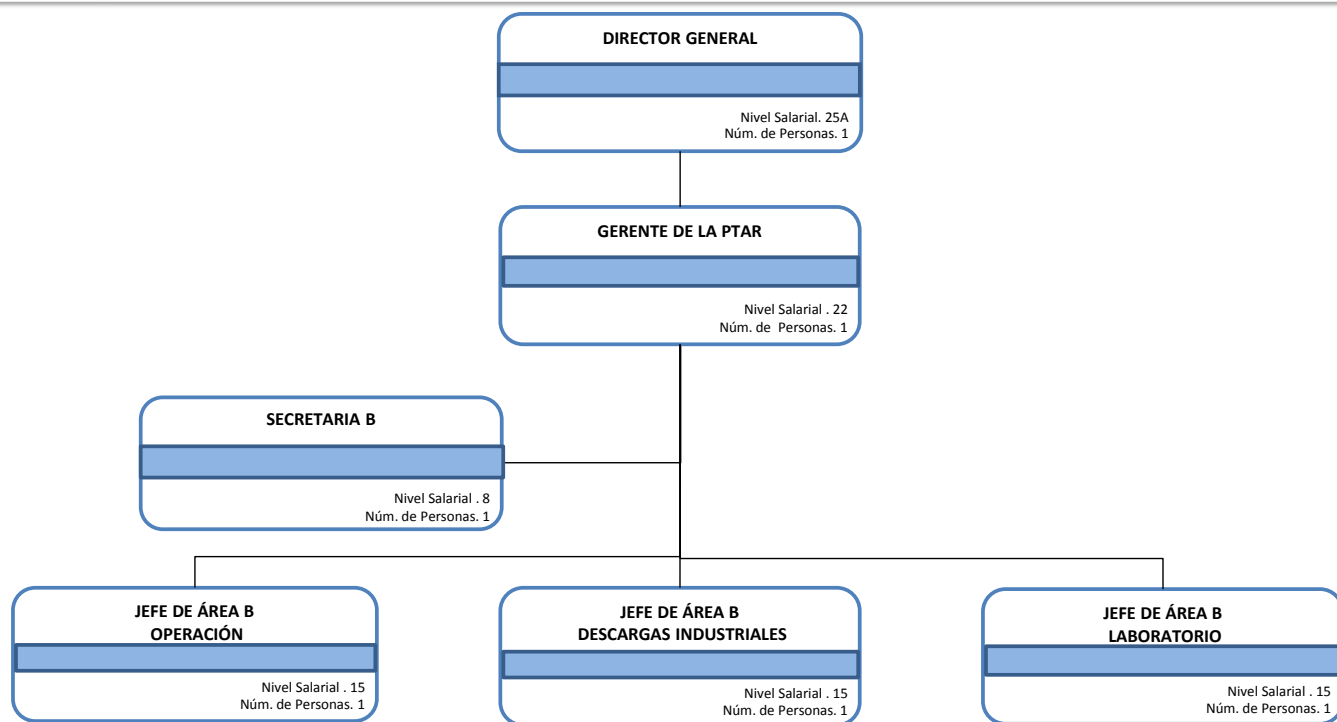 DIRECTOR GENERAL
Nivel Salarial. 25A
Núm. de Personas. 1
GERENTE DE LA PTAR
Nivel Salarial . 22
Núm. de  Personas. 1
SECRETARIA B
Nivel Salarial . 8
Núm. de Personas. 1
JEFE DE ÁREA B
OPERACIÓN
Nivel Salarial . 15
Núm. de Personas. 1
JEFE DE ÁREA B
DESCARGAS INDUSTRIALES
Nivel Salarial . 15
Núm. de Personas. 1
JEFE DE ÁREA B
LABORATORIO
Nivel Salarial . 15
Núm. de Personas. 1